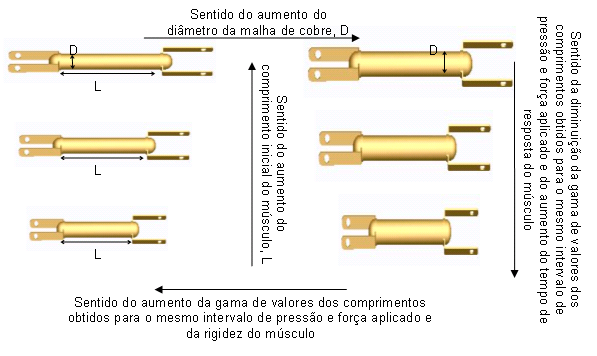 Sentido do aumento do
diâmetro da malha de cobre, D
D
L
L
L
Sentido do aumento do
comprimento inicial do músculo, L
D
Sentido da diminuição da gama de valores dos
comprimentos obtidos para o mesmo intervalo de
pressão e força aplicado e do aumento do tempo de
resposta do músculo
Sentido do aumento da gama de valores dos comprimentos
obtidos para o mesmo intervalo de pressão e força aplicado e
da rigidez do músculo